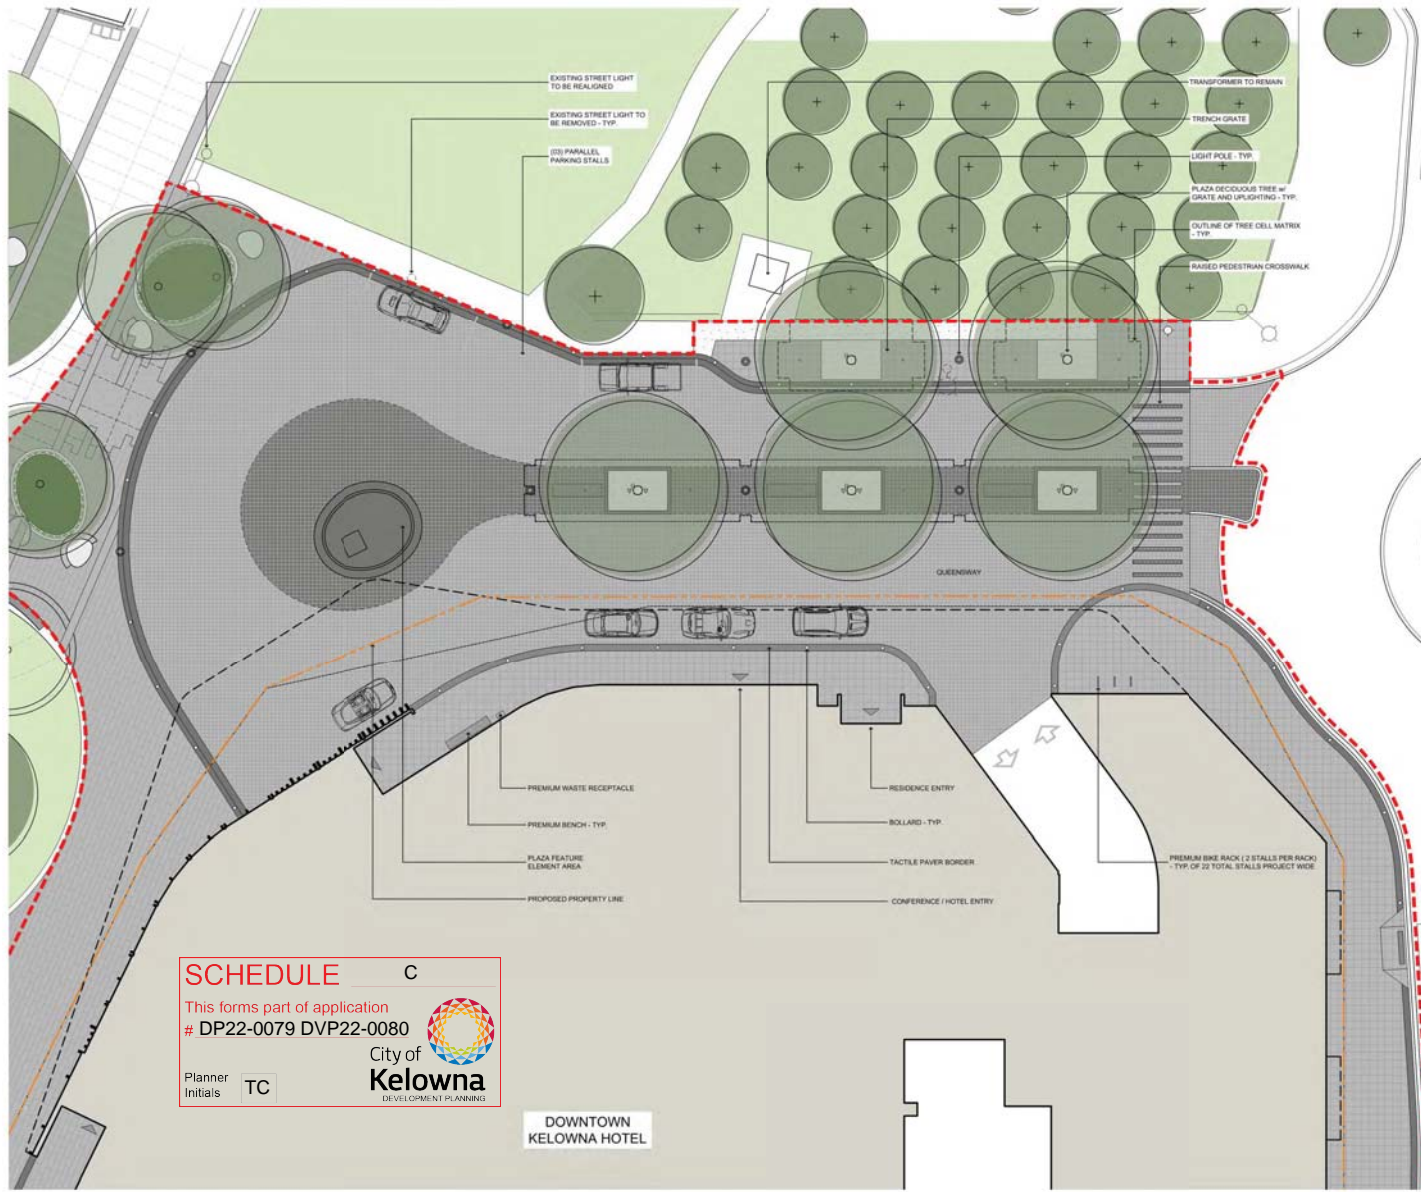 EXISTING STREET LIGHT
TO BE REALIGNED
EXISTING STREET LIGHT TO
BE REMOVED - TYP.
(03) PARALLEL
PARKING STALLS
TRANSFORMER TO REMAIN
TRENCH GRATE
LIGHT POLE - TYP.
PLAZA DECIDUOUS TREE w/
GRATE AND UPLIGHTING - TYP.
OUTLINE OF TREE CELL MATRIX
- TYP.
RAISED PEDESTRIAN CROSSWALK
QUEENSWAY
PREMIUM WASTE RECEPTACLE
PREMIUM BENCH - TYP.
PLAZA FEATURE
ELEMENT AREA
PROPOSED PROPERTY LINE
RESIDENCE ENTRY
BOLLARD - TYP.
TACTILE PAVER BORDER
CONFERENCE / HOTEL ENTRY
PREMIUM BIKE RACK ( 2 STALLS PER RACK)
- TYP. OF 22 TOTAL STALLS PROJECT WIDE
SCHEDULE C
This forms part of application
# DP22-0079 DVP22-0080
City of
Kelowna
DEVELOPMENT PLANNING
Planner
Initials TC
DOWNTOWN
KELOWNA HOTEL